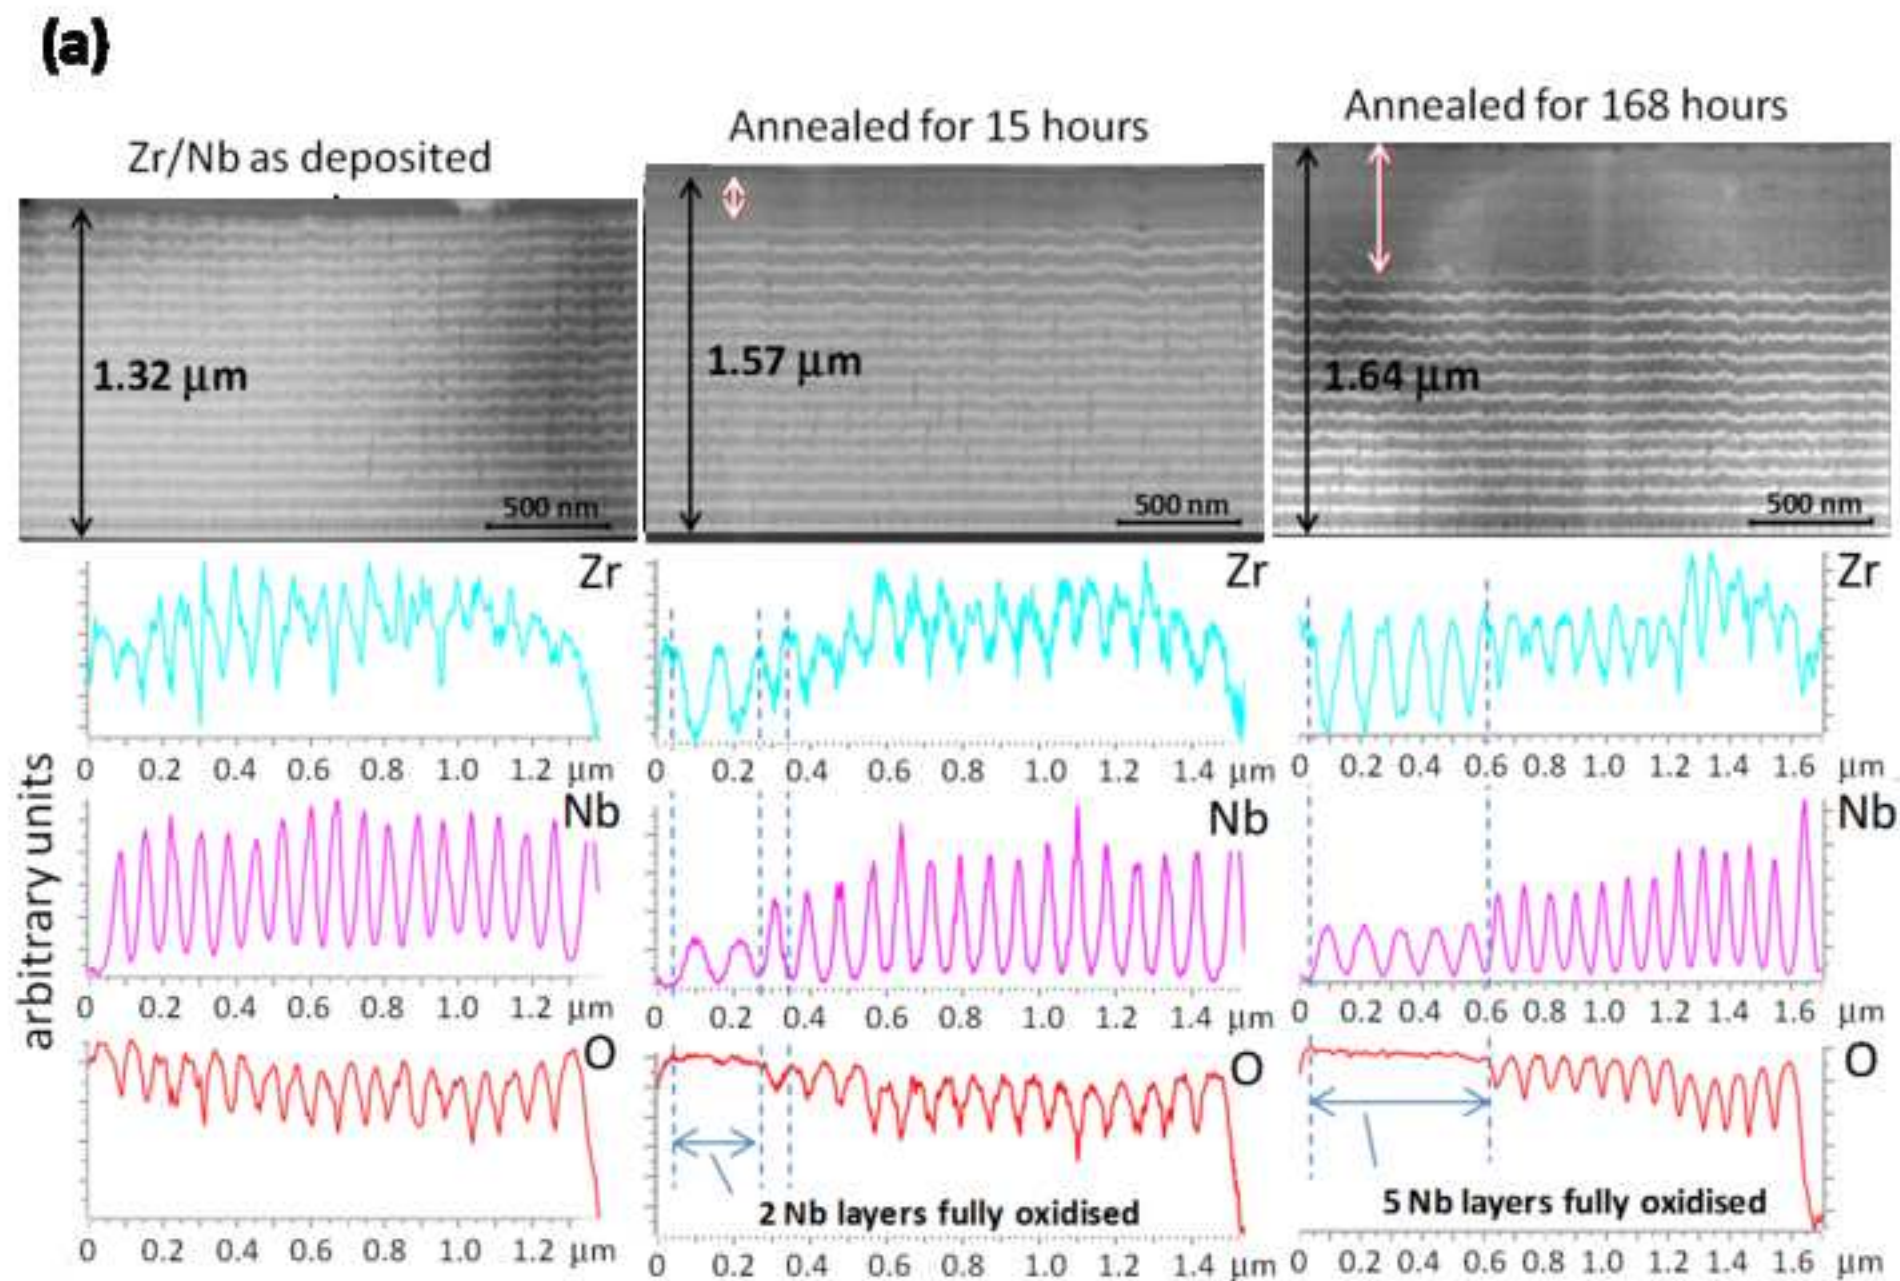 (a)
Zr/Nb as deposited
Annealed for 15 hours
Annealed for 168 hours
1.32 μm
500 nm
1.57 μm
500 nm
1.64 μm
500 nm
arbitrary units
Zr
0 0.2 0.4 0.6 0.8 1.0 1.2 μm
Zr
0 0.2 0.4 0.6 0.8 1.0 1.2 1.4 μm
Zr
0 0.2 0.4 0.6 0.8 1.0 1.2 1.4 1.6 μm
Nb
0 0.2 0.4 0.6 0.8 1.0 1.2 μm
Nb
0 0.2 0.4 0.6 0.8 1.0 1.2 1.4 μm
Nb
0 0.2 0.4 0.6 0.8 1.0 1.2 1.4 1.6 μm
O
0 0.2 0.4 0.6 0.8 1.0 1.2 μm
O
2 Nb layers fully oxidised
0 0.2 0.4 0.6 0.8 1.0 1.2 1.4 μm
O
5 Nb layers fully oxidised
0 0.2 0.4 0.6 0.8 1.0 1.2 1.4 1.6 μm